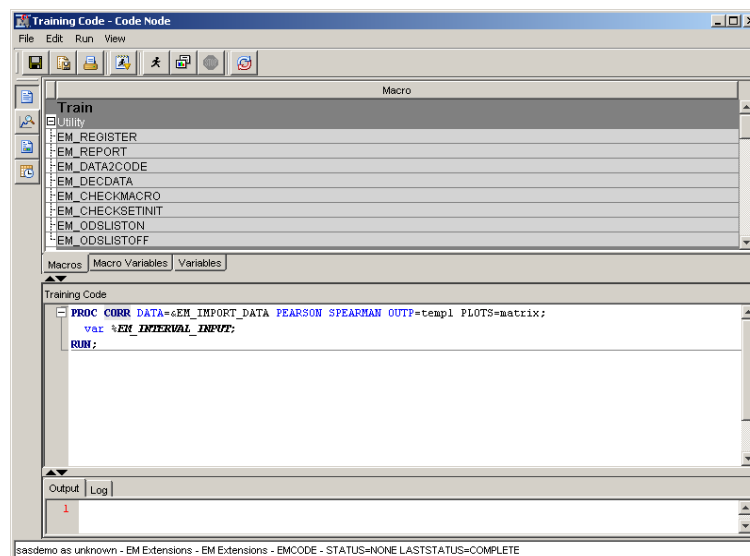 Training Code - Code Node
File Edit Run View
Macro
Train
Utility
EM_REGISTER
EM_REPORT
EM_DATA2CODE
EM_DECDATA
EM_CHECKMACRO
EM_CHECKSETINIT
EM_ODSLISTON
EM_ODSLISTOFF
Macros Macro Variables Variables
Training Code
PROC CORR DATA=&EM_IMPORT_DATA PEARSON SPEARMAN OUTP=temp1 PLOTS=matrix;
var %EM_INTERVAL_INPUT;
RUN;
Output Log
1
sasdemo as unknown - EM Extensions - EM Extensions - EMCODE - STATUS=NONE LASTSTATUS=COMPLETE